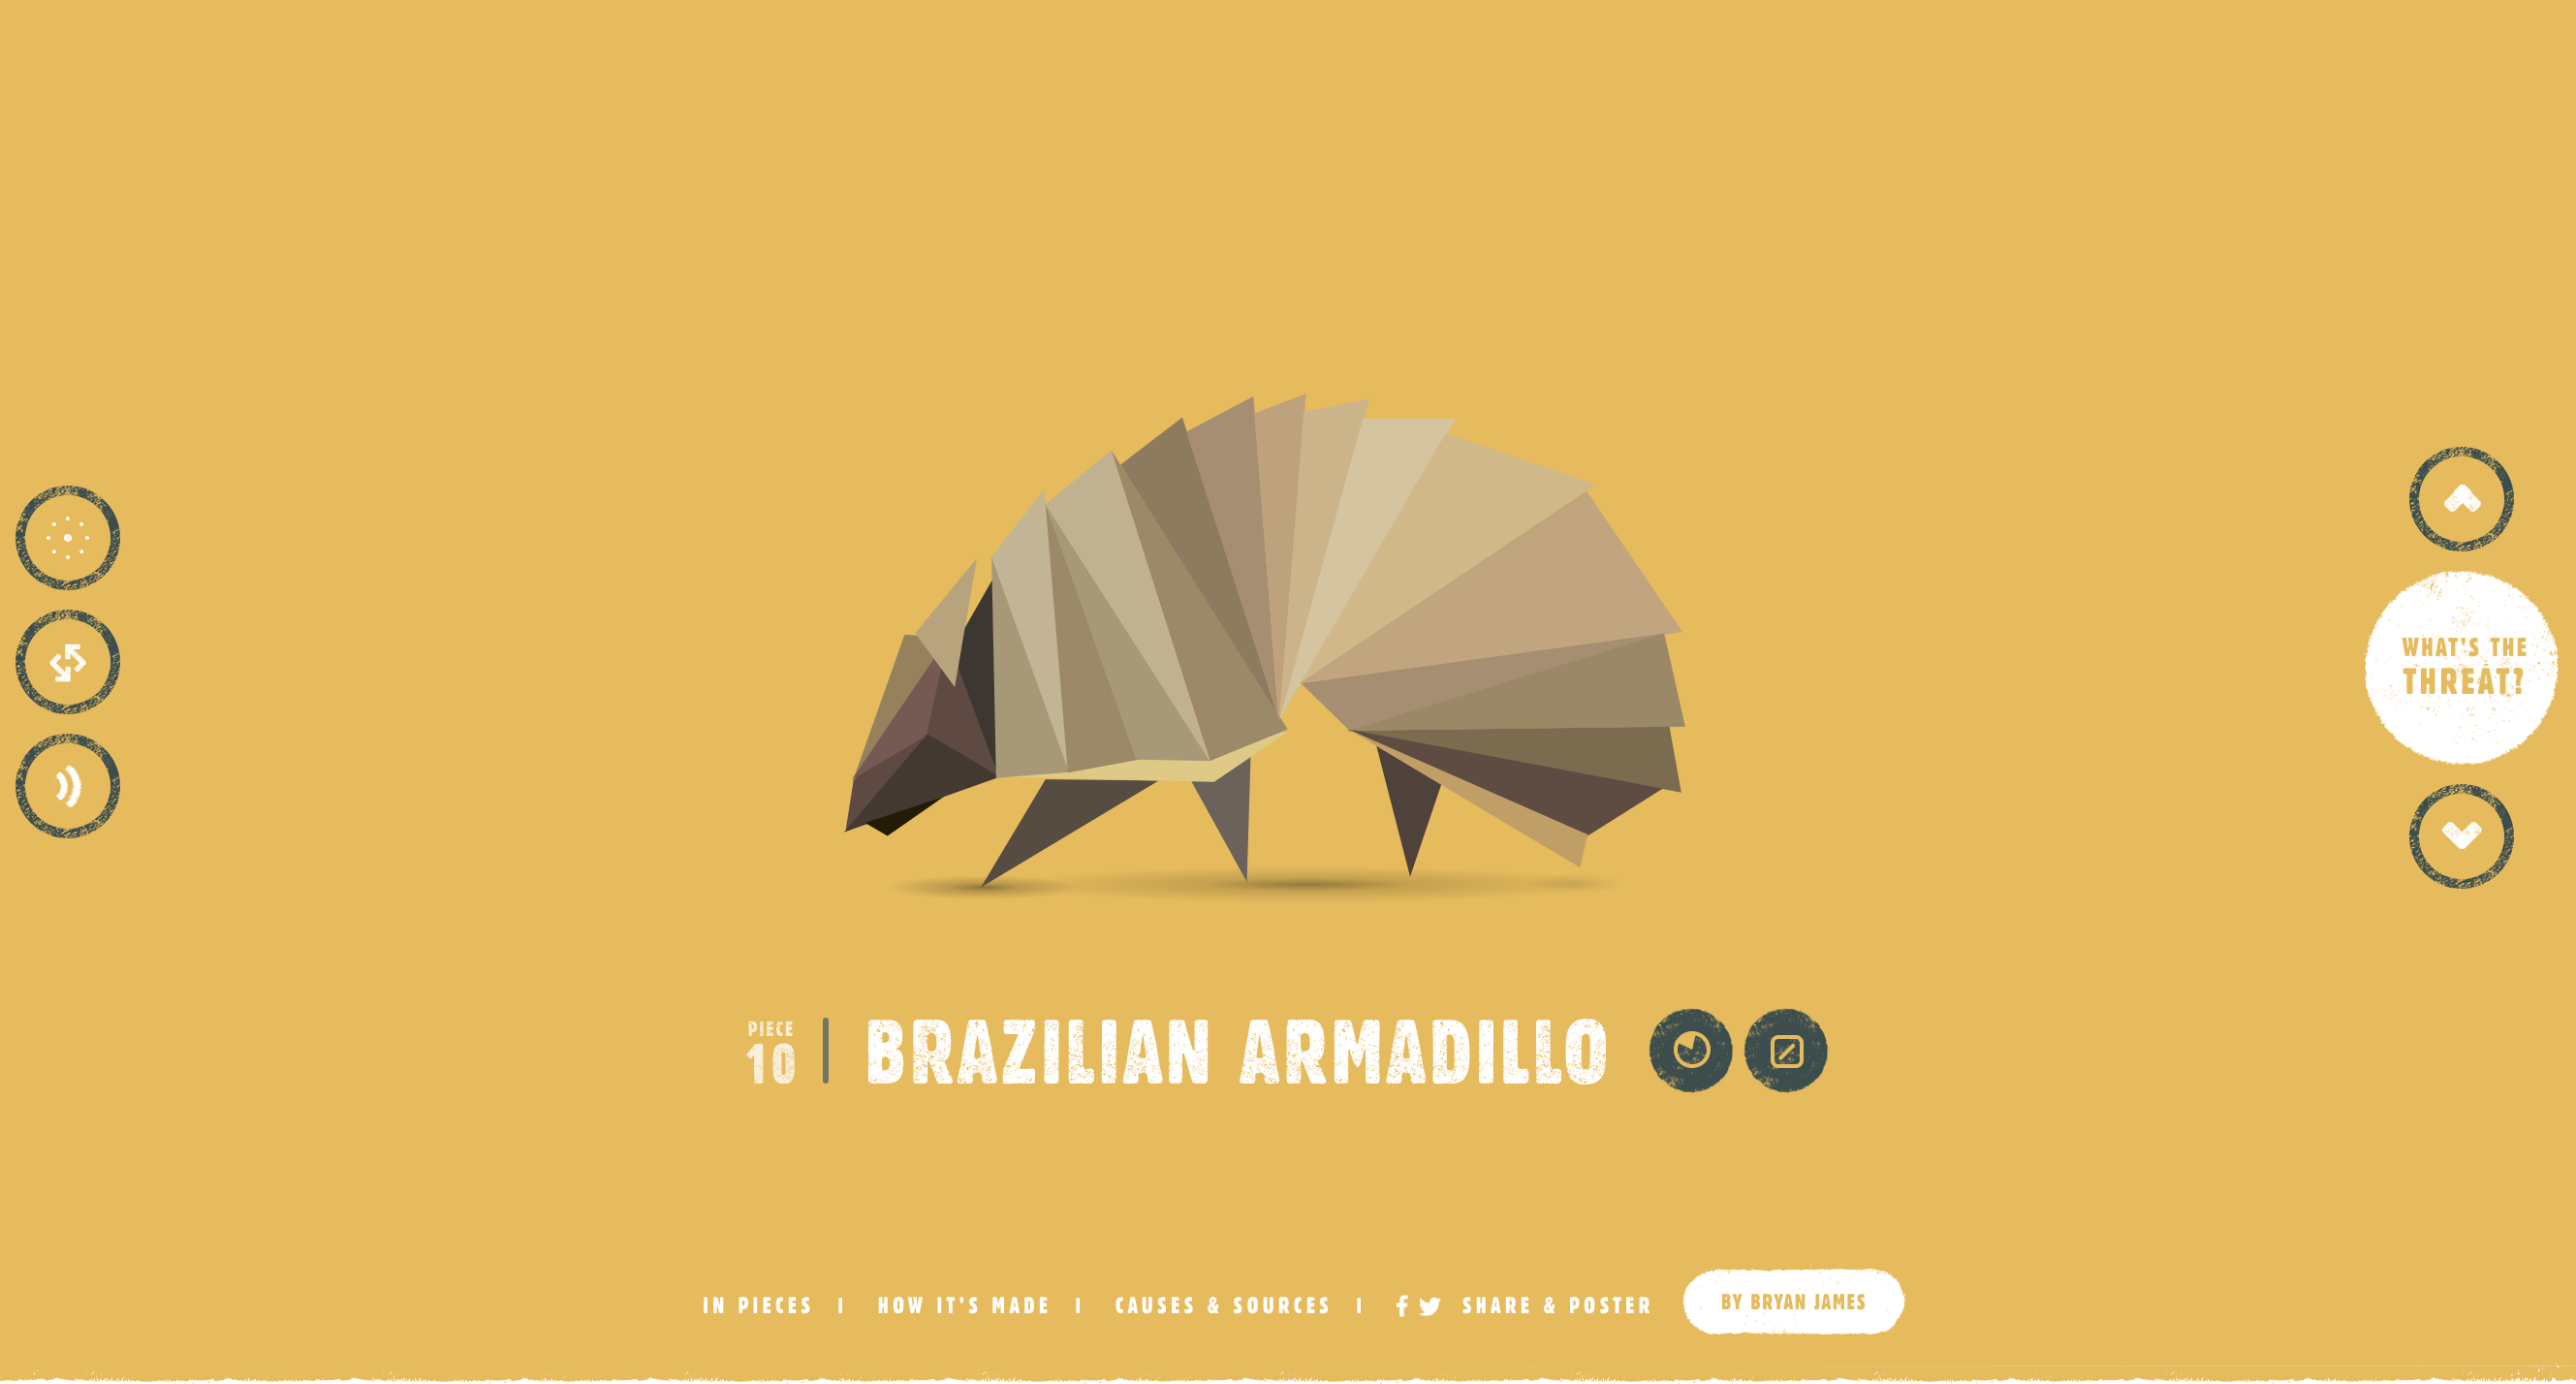 WHAT'S THE
THREAT?
PIECE
10
BRAZILIAN ARMADILLO
IN PIECES | HOW IT'S MADE | CAUSES & SOURCES | SHARE & POSTER
BY BRYAN JAMES